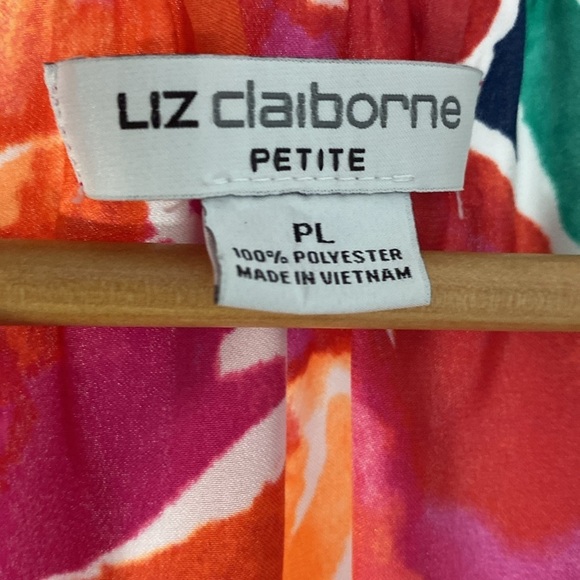 LIZ claiborne
PETITE
PL
100% POLYESTER
MADE IN VIETNAM